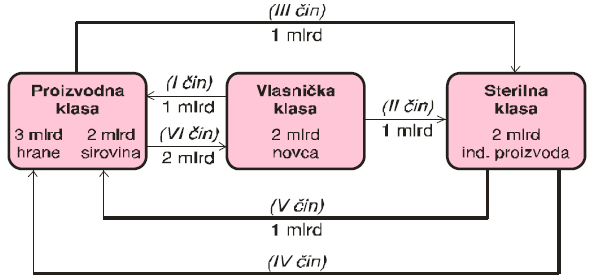 (III čin)
1 mlrd
Proizvodna
klasa
3 mlrd 2 mlrd
hrane sirovina
(I čin)
1 mlrd
(VI čin)
2 mlrd
Vlasnička
klasa
2 mlrd
novca
(II čin)
1 mlrd
Sterilna
klasa
2 mlrd
ind. proizvoda
(V čin)
1 mlrd
(IV čin)